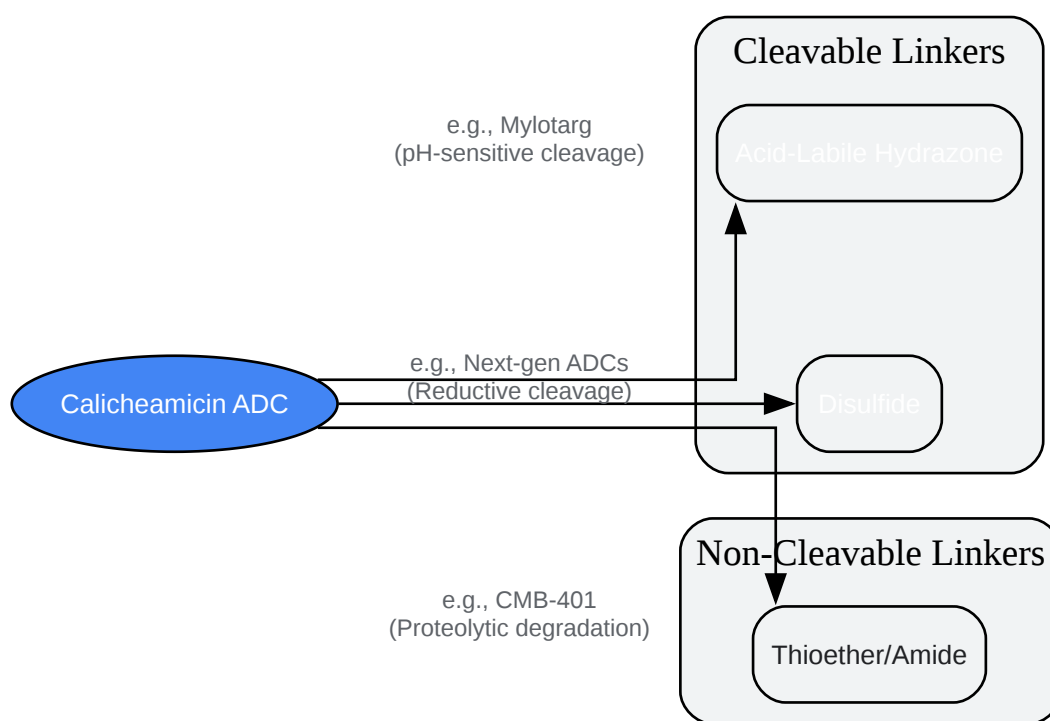 Cleavable Linkers
e.g., Mylotarg
(pH-sensitive cleavage)
Acid-Labile Hydrazone
e.g., Next-gen ADCs
(Reductive cleavage)
Calicheamicin ADC
Disulfide
Non-Cleavable Linkers
e.g., CMB-401
(Proteolytic degradation)
Thioether/Amide